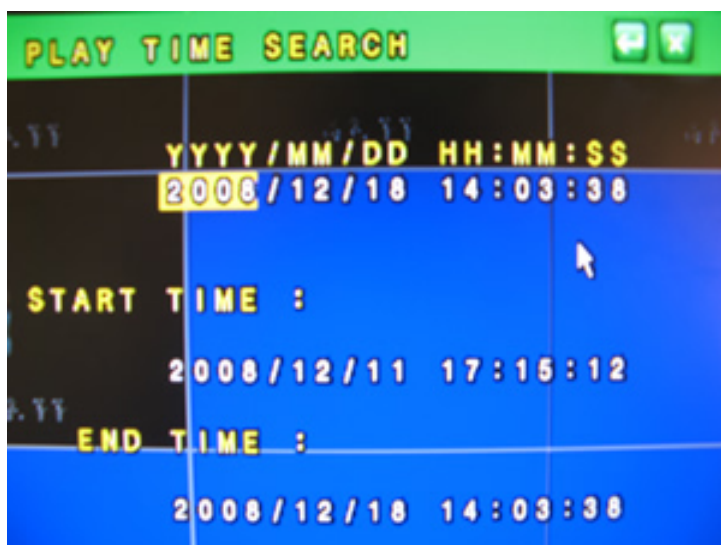 PLAY TIME SEARCH
YYYY/MM/DD HH:MM:SS
2008/12/18 14:03:38
START TIME :
2008/12/11 17:15:12
END TIME :
2008/12/18 14:03:38